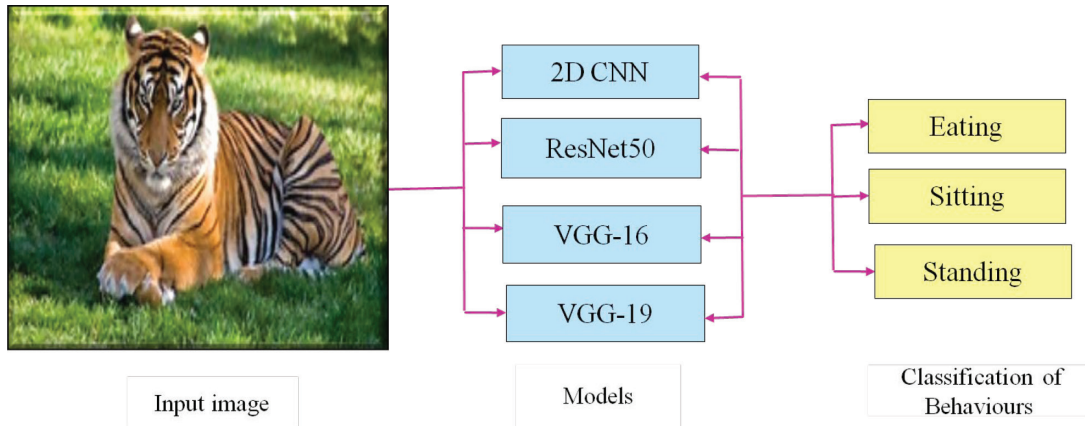 2D CNN
ResNet50
VGG-16
VGG-19
Eating
Sitting
Standing
Input image
Models
Classification of
Behaviours